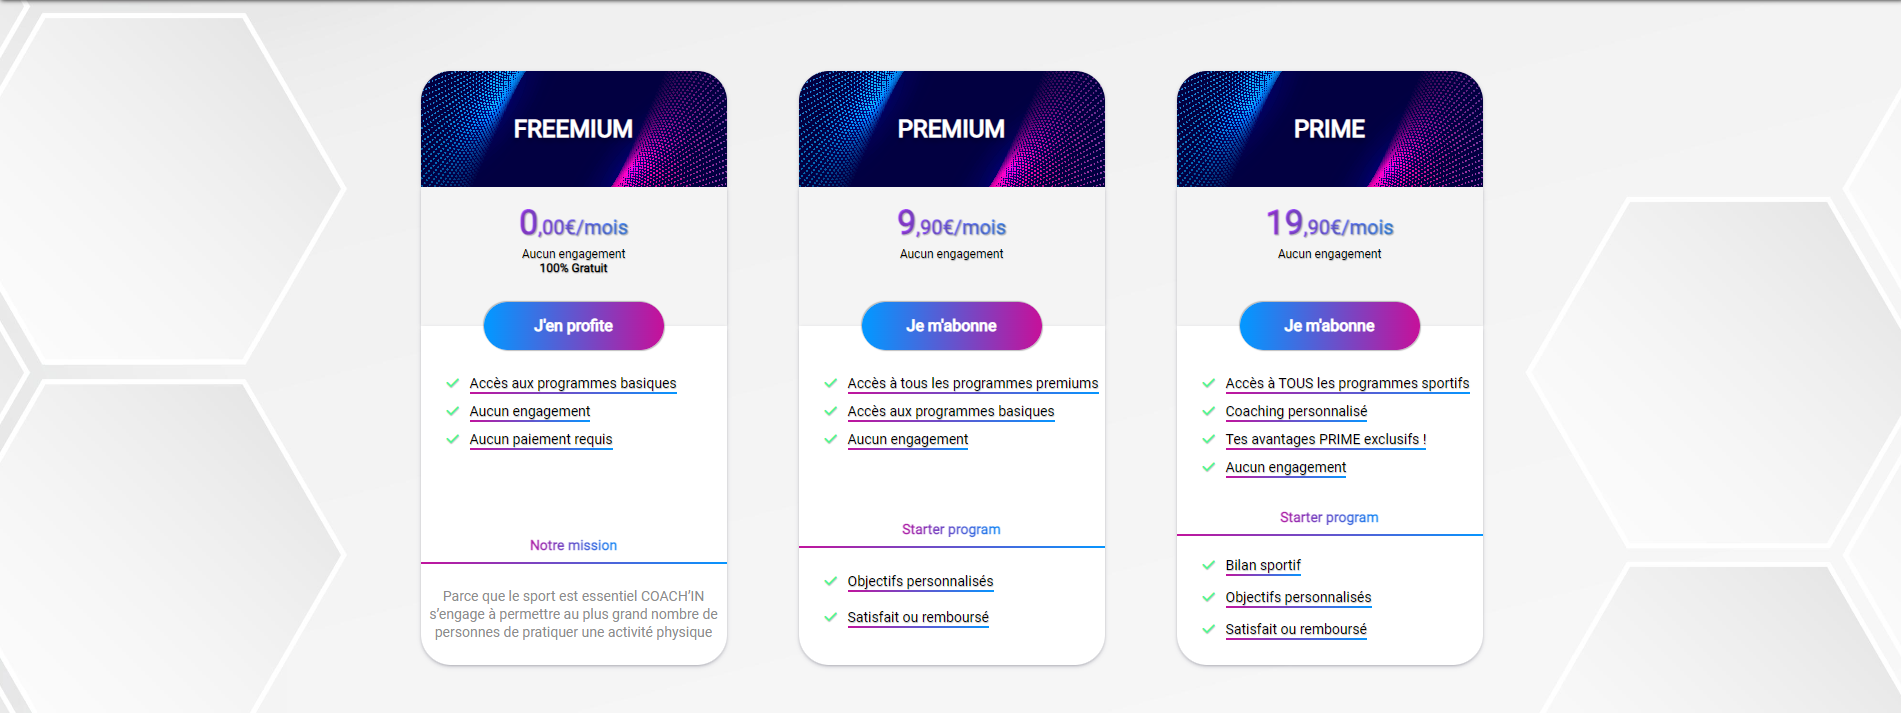 FREEMIUM
0,00€/mois
Aucun engagement
100% Gratuit
J'en profite
Accès aux programmes basiques
Aucun engagement
Aucun paiement requis
Notre mission
Parce que le sport est essentiel COACH'IN
s'engage à permettre au plus grand nombre de
personnes de pratiquer une activité physique
PREMIUM
9,90€/mois
Aucun engagement
Je m'abonne
Accès à tous les programmes premiums
Accès aux programmes basiques
Aucun engagement
Starter program
Objectifs personnalisés
Satisfait ou remboursé
PRIME
19,90€/mois
Aucun engagement
Je m'abonne
Accès à TOUS les programmes sportifs
Coaching personnalisé
Tes avantages PRIME exclusifs !
Aucun engagement
Starter program
Bilan sportif
Objectifs personnalisés
Satisfait ou remboursé